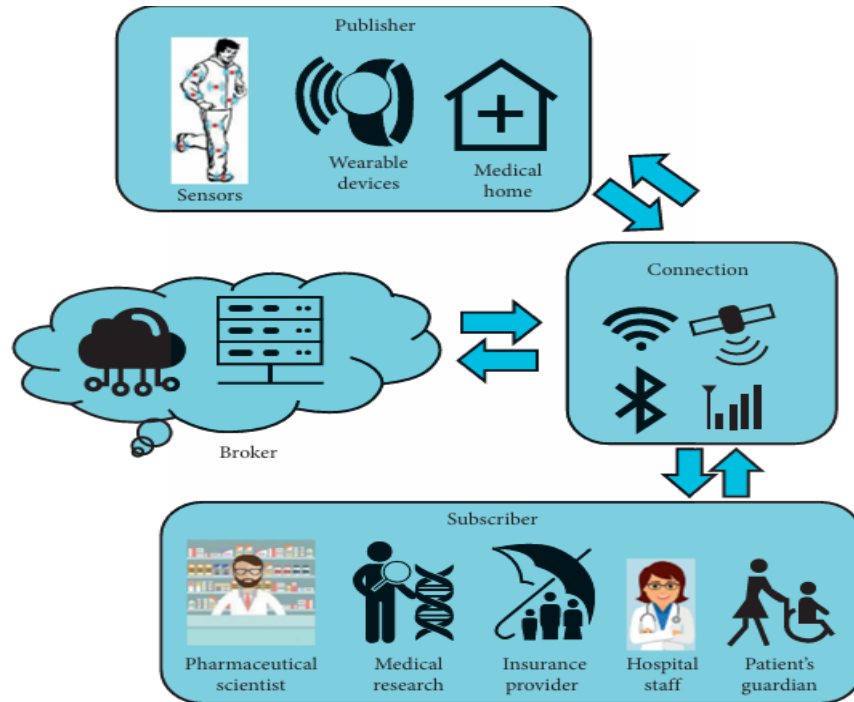 Publisher
Sensors
Wearable
devices
Medical
home
Connection
Broker
Subscriber
Pharmaceutical
scientist
Medical
research
Insurance
provider
Hospital
staff
Patient's
guardian